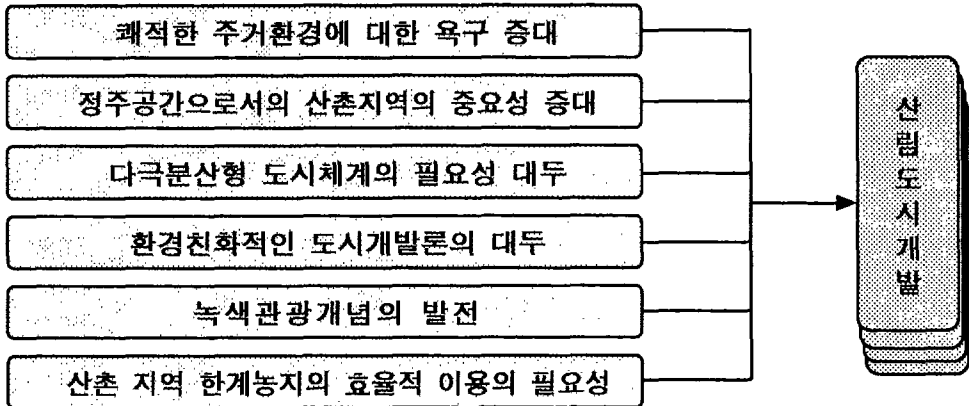 쾌적한 주거환경에 대한 욕구 증대
정주공간으로서의 산촌지역의 중요성 증대
다극분산형 도시체계의 필요성 대두
환경친화적인 도시개발론의 대두
녹색관광개념의 발전
산촌 지역 한계농지의 효율적 이용의 필요성
산림도시개발